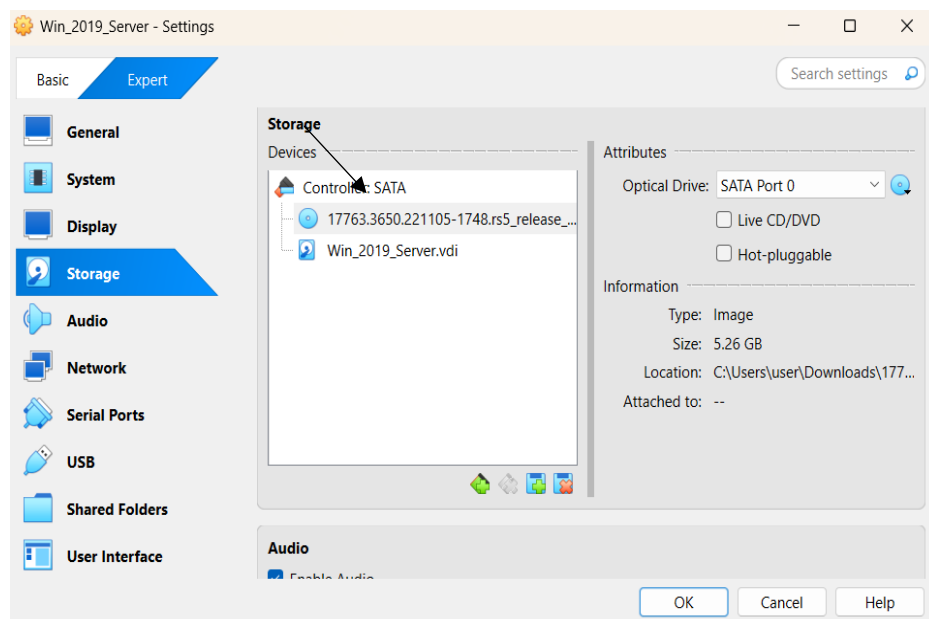 Win_2019_Server - Settings
Basic
Expert
Search settings
General
System
Display
Storage
Audio
Network
Serial Ports
USB
Shared Folders
User Interface
Storage
Devices
Controller: SATA
17763.3650.221105-1748.rs5_release_...
Win_2019_Server.vdi
Attributes
Optical Drive: SATA Port 0
Live CD/DVD
Hot-pluggable
Information
Type: Image
Size: 5.26 GB
Location: C:\Users\user\Downloads\177...
Attached to: --
Audio
Enable Audio
OK
Cancel
Help